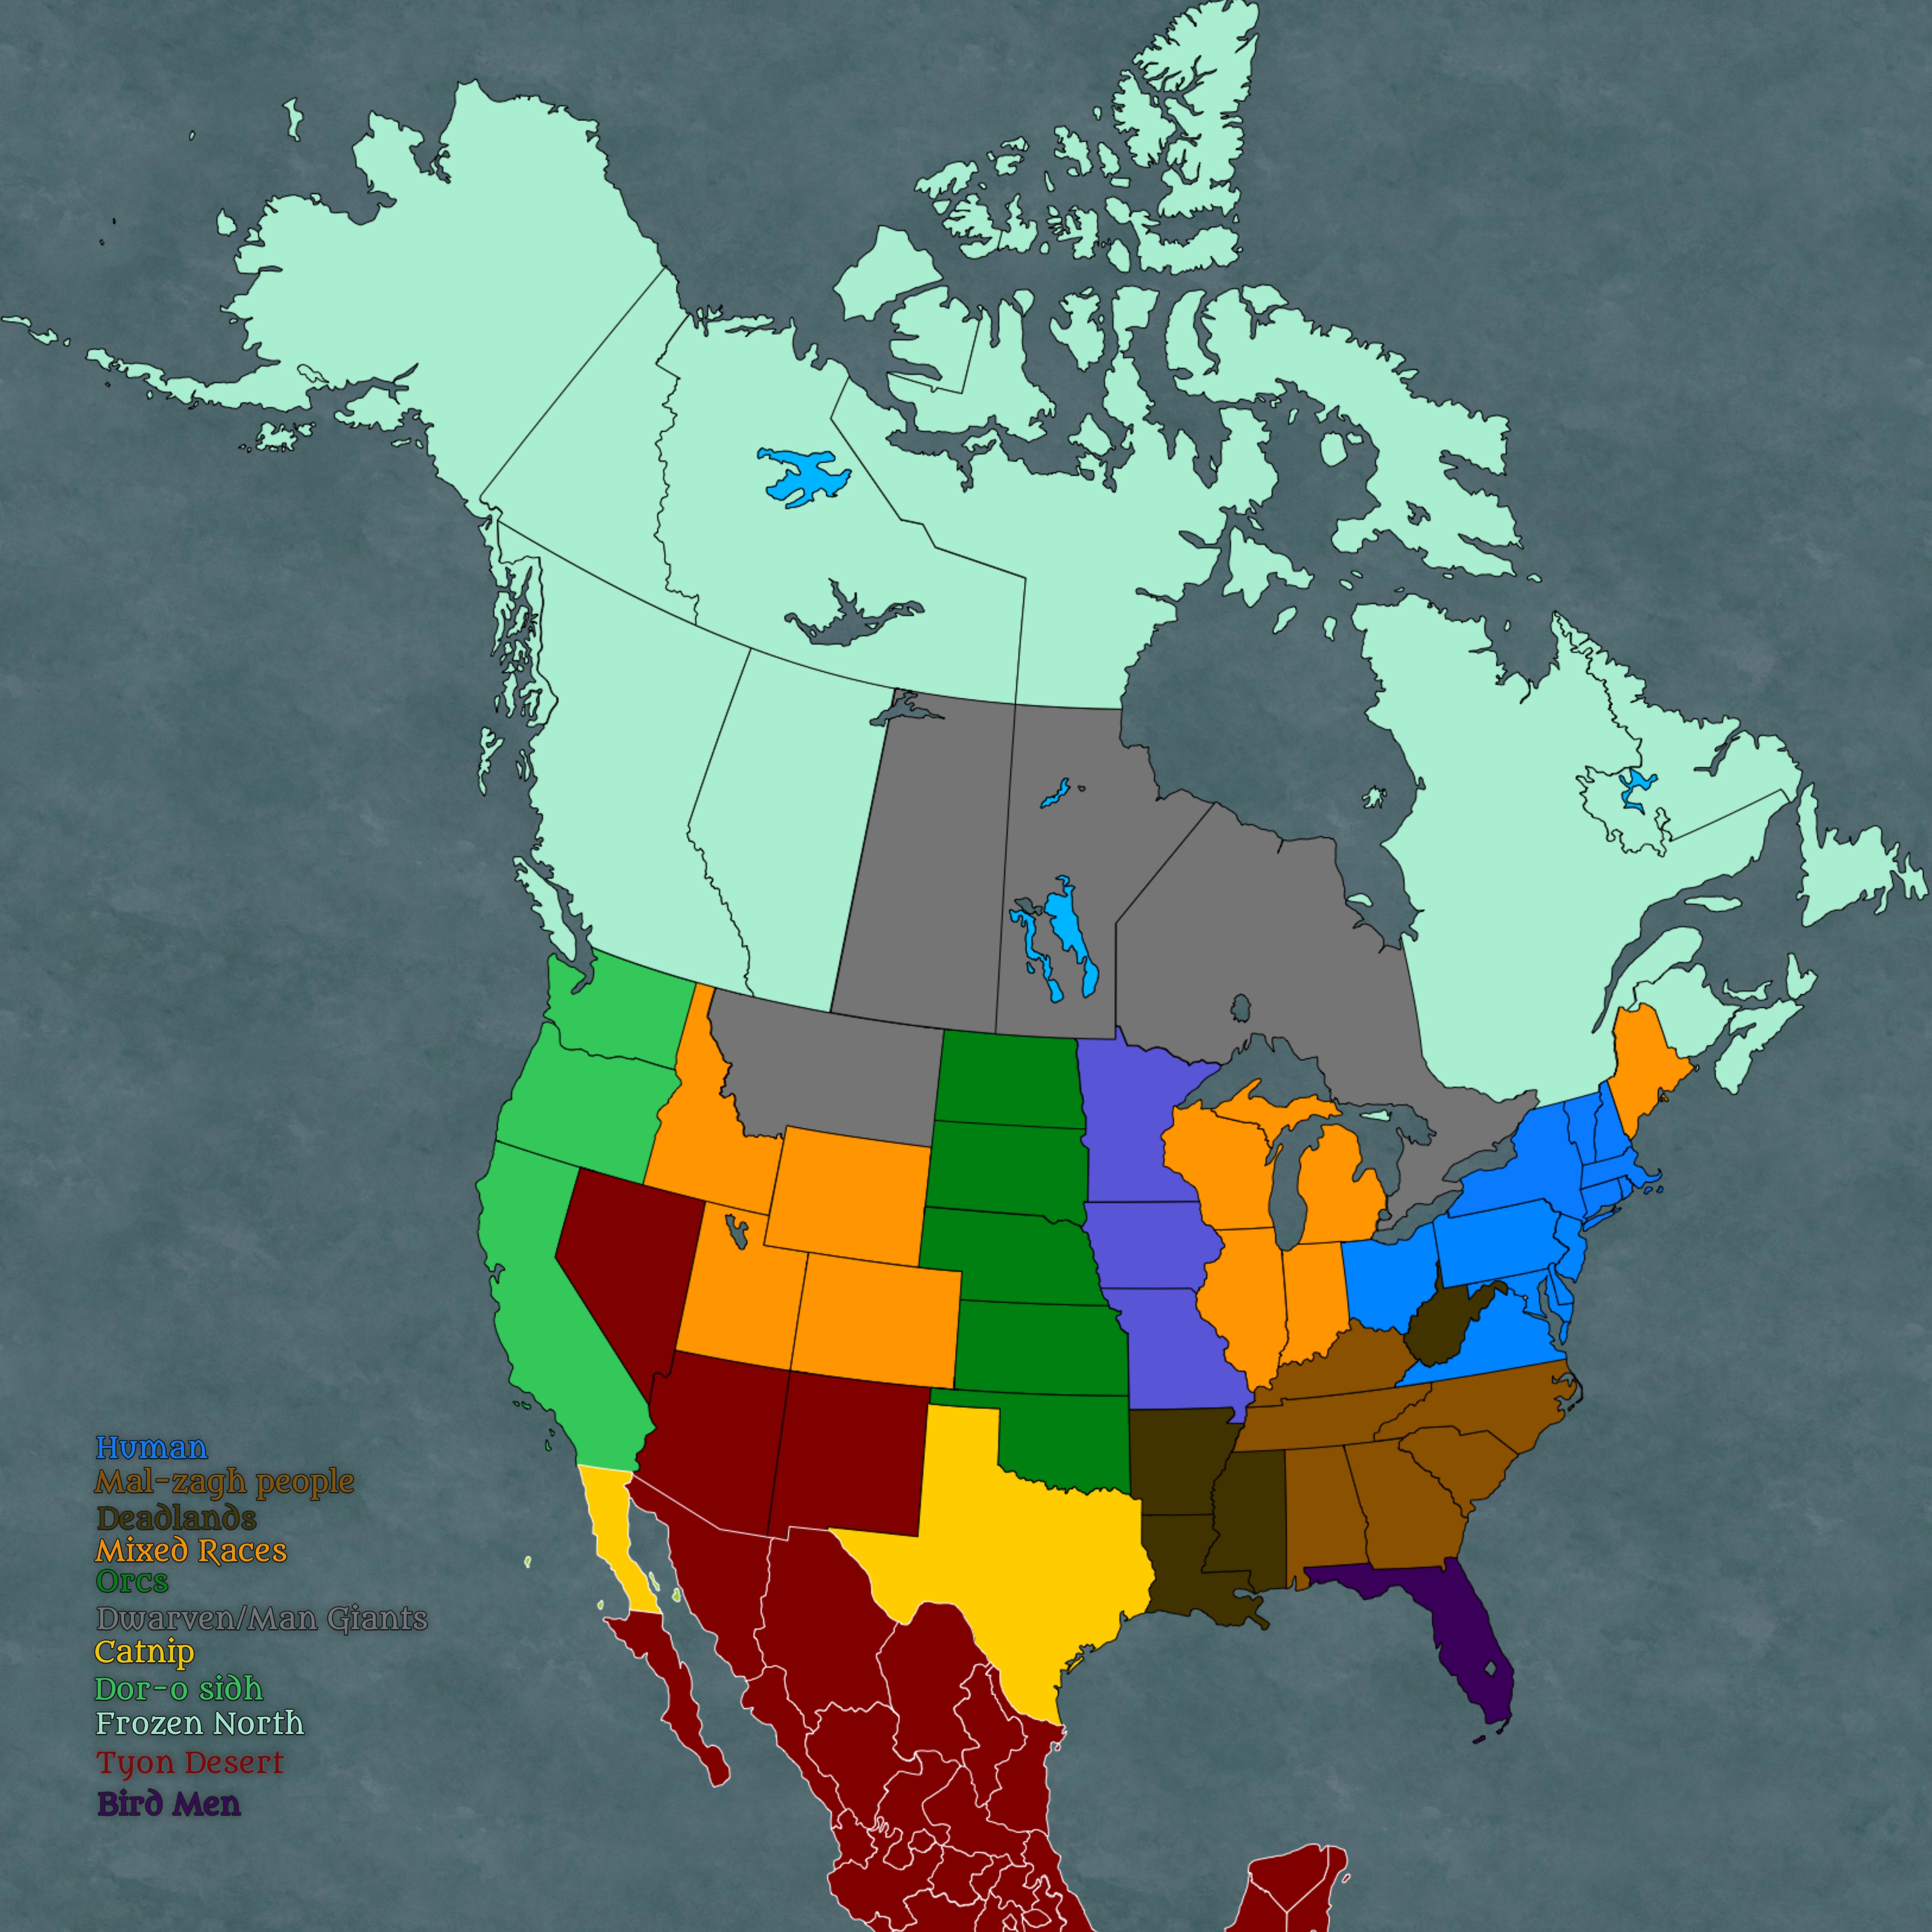 Human
Mal-zagh people
Deadlands
Mixed Races
Orcs
Dwarven/Man Giants
Catnip
Dor-o sidh
Frozen North
Tyon Desert
Bird Men